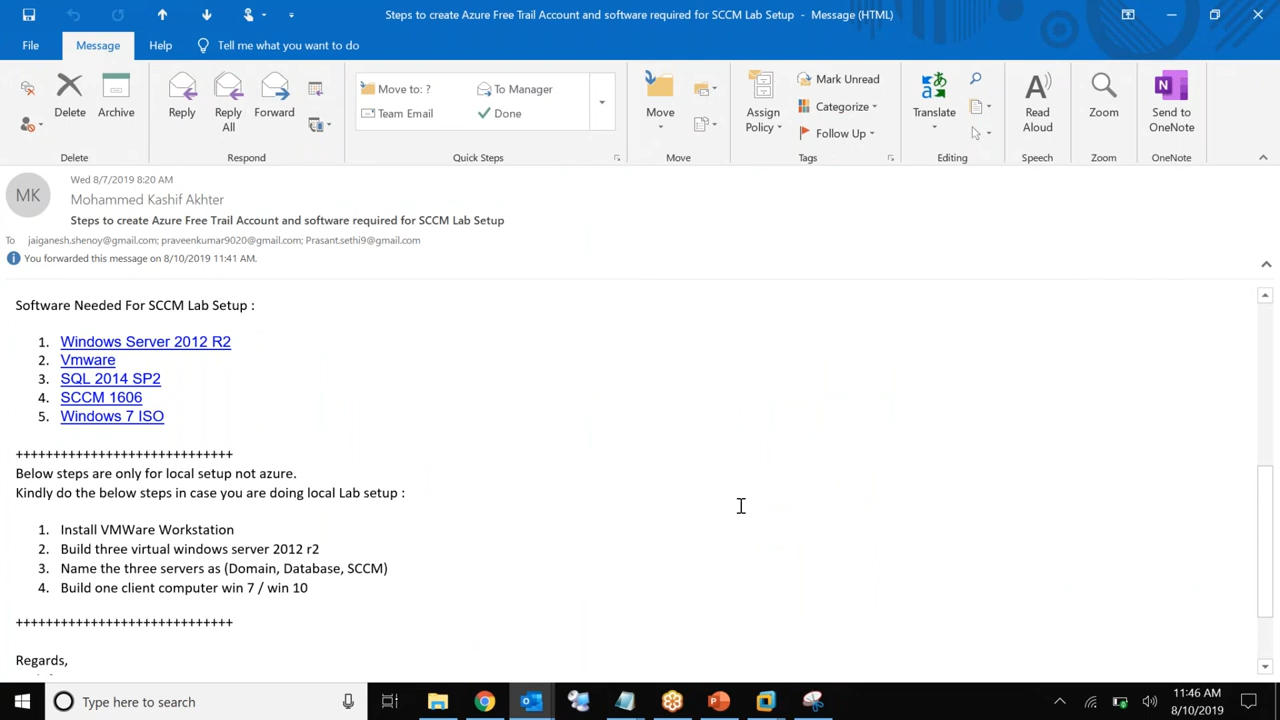 Steps to create Azure Free Trail Account and software required for SCCM Lab Setup - Message (HTML)
File Message Help Tell me what you want to do
Delete Archive Reply Reply All Forward
Move to: ? To Manager
Team Email Done
Move Assign Policy
Mark Unread
Categorize
Follow Up
Translate Read Aloud Zoom Send to OneNote
Delete Respond Quick Steps Move Tags Editing Speech Zoom OneNote
MK
Wed 8/7/2019 8:20 AM
Mohammed Kashif Akhter
Steps to create Azure Free Trail Account and software required for SCCM Lab Setup
To jaiganesh.shenoy@gmail.com; praveenkumar9020@gmail.com; Prasant.sethi9@gmail.com
You forwarded this message on 8/10/2019 11:41 AM.
Software Needed For SCCM Lab Setup :
1. Windows Server 2012 R2
2. Vmware
3. SQL 2014 SP2
4. SCCM 1606
5. Windows 7 ISO
+++++++++++++++++++++++++++++
Below steps are only for local setup not azure.
Kindly do the below steps in case you are doing local Lab setup :
1. Install VMWare Workstation
2. Build three virtual windows server 2012 r2
3. Name the three servers as (Domain, Database, SCCM)
4. Build one client computer win 7 / win 10
+++++++++++++++++++++++++++++
Regards,
Type here to search
11:46 AM
8/10/2019